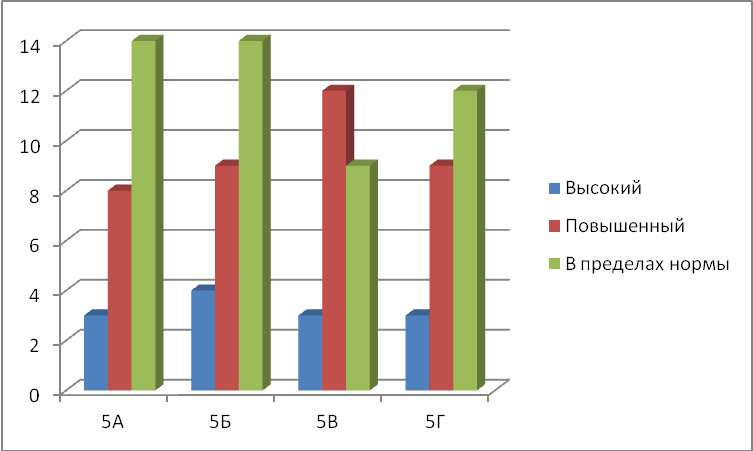 14
12
10
8
6
4
2
0
5А
5Б
5В
5Г
Высокий
Повышенный
В пределах нормы